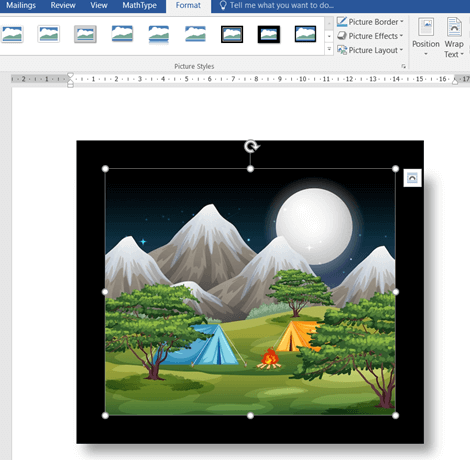 Mailings Review View MathType Format Tell me what you want to do...
Picture Border
Picture Effects
Picture Layout
Position Wrap
Text
Picture Styles
2 1 1 2 3 4 5 6 7 8 9 10 11 12 13 14 15 16 17